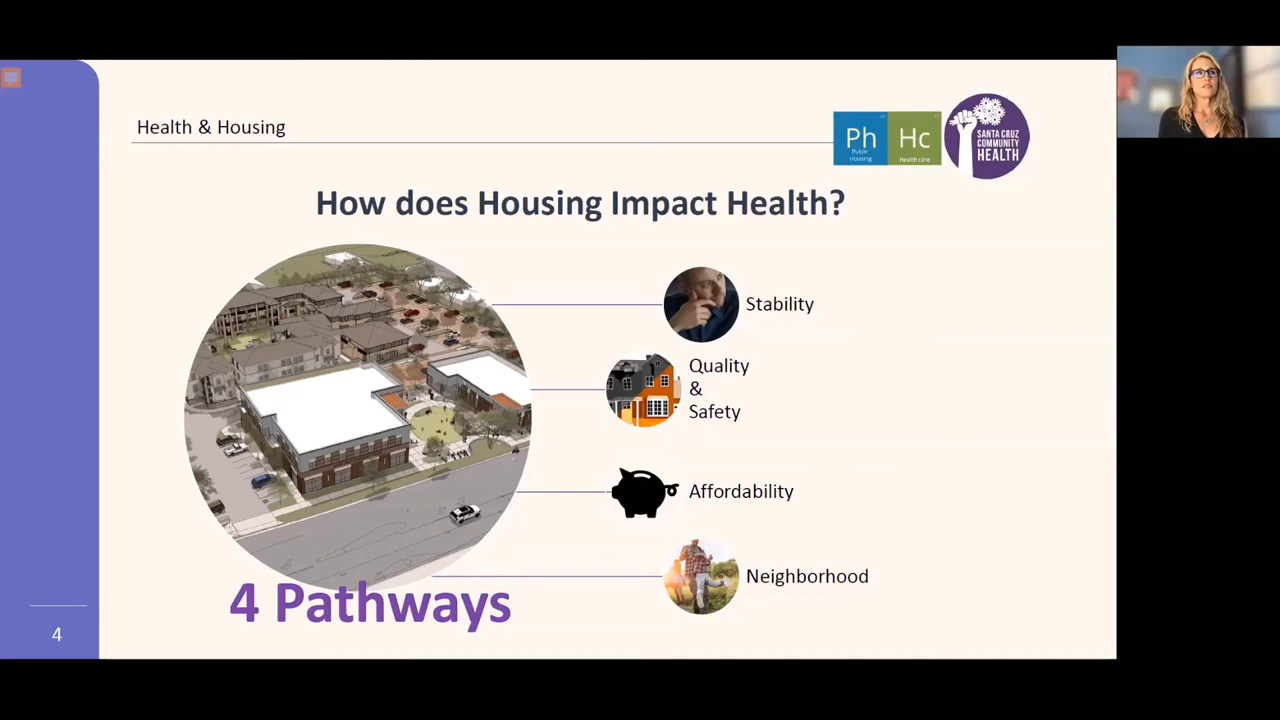 Health & Housing
Ph
Public
Housing
Hc
Health care
SANTA CRUZ
COMMUNITY
HEALTH
How does Housing Impact Health?
Stability
Quality
&
Safety
Affordability
Neighborhood
4 Pathways
4